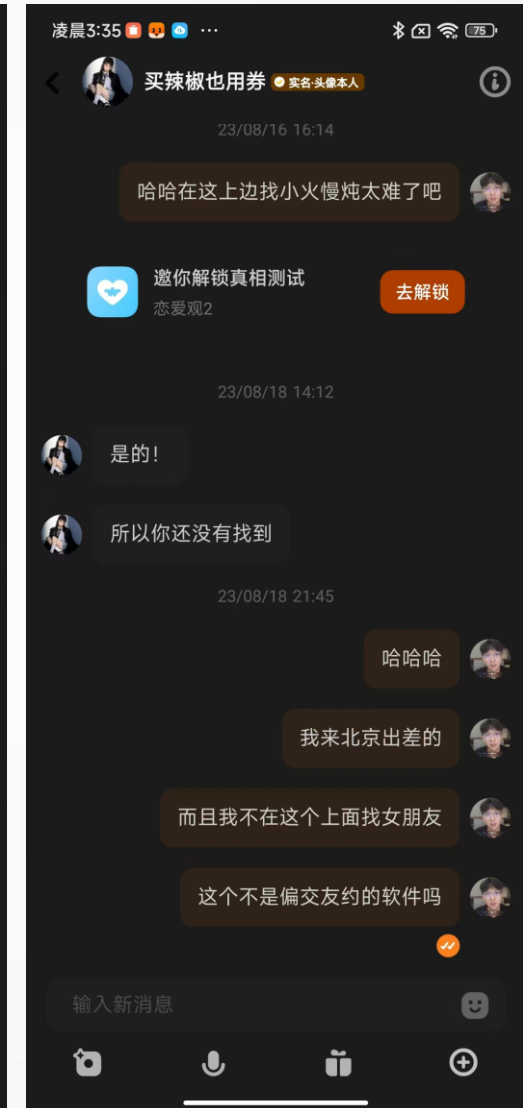 凌晨3:35 ··· 75
买辣椒也用券 实名·头像本人
23/08/16 16:14
哈哈在这上边找小火慢炖太难了吧
邀你解锁真相测试
恋爱观2
去解锁
23/08/18 14:12
是的!
所以你还没有找到
23/08/18 21:45
哈哈哈
我来北京出差的
而且我不在这个上面找女朋友
这个不是偏交友约的软件吗
输入新消息